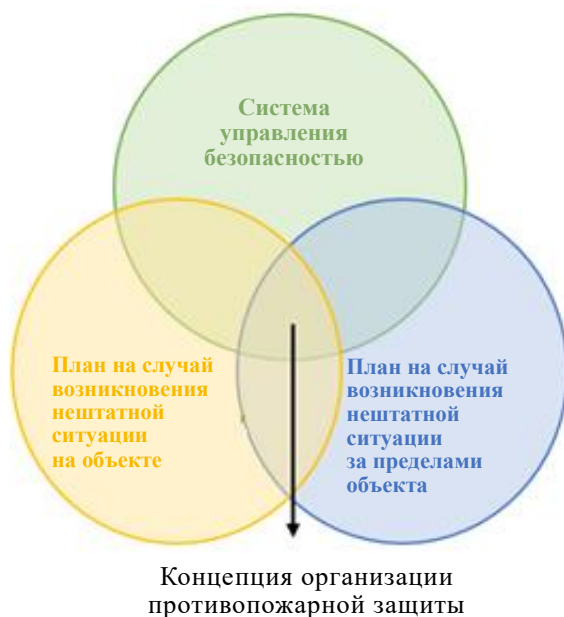 Система
управления
безопасностью
План на случай
возникновения
нештатной
ситуации
на объекте
План на случай
возникновения
нештатной
ситуации
за пределами
объекта
Концепция организации
противопожарной защиты